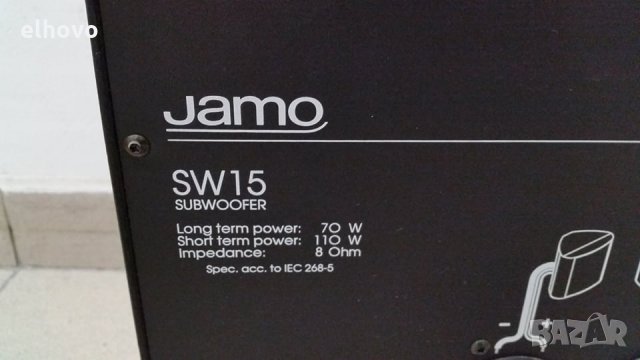 elhovo
Jamo
SW15
SUBWOOFER
Long term power: 70 W
Short term power: 110 W
Impedance: 8 Ohm
Spec. acc. to IEC 268-5
- +
BAZAR